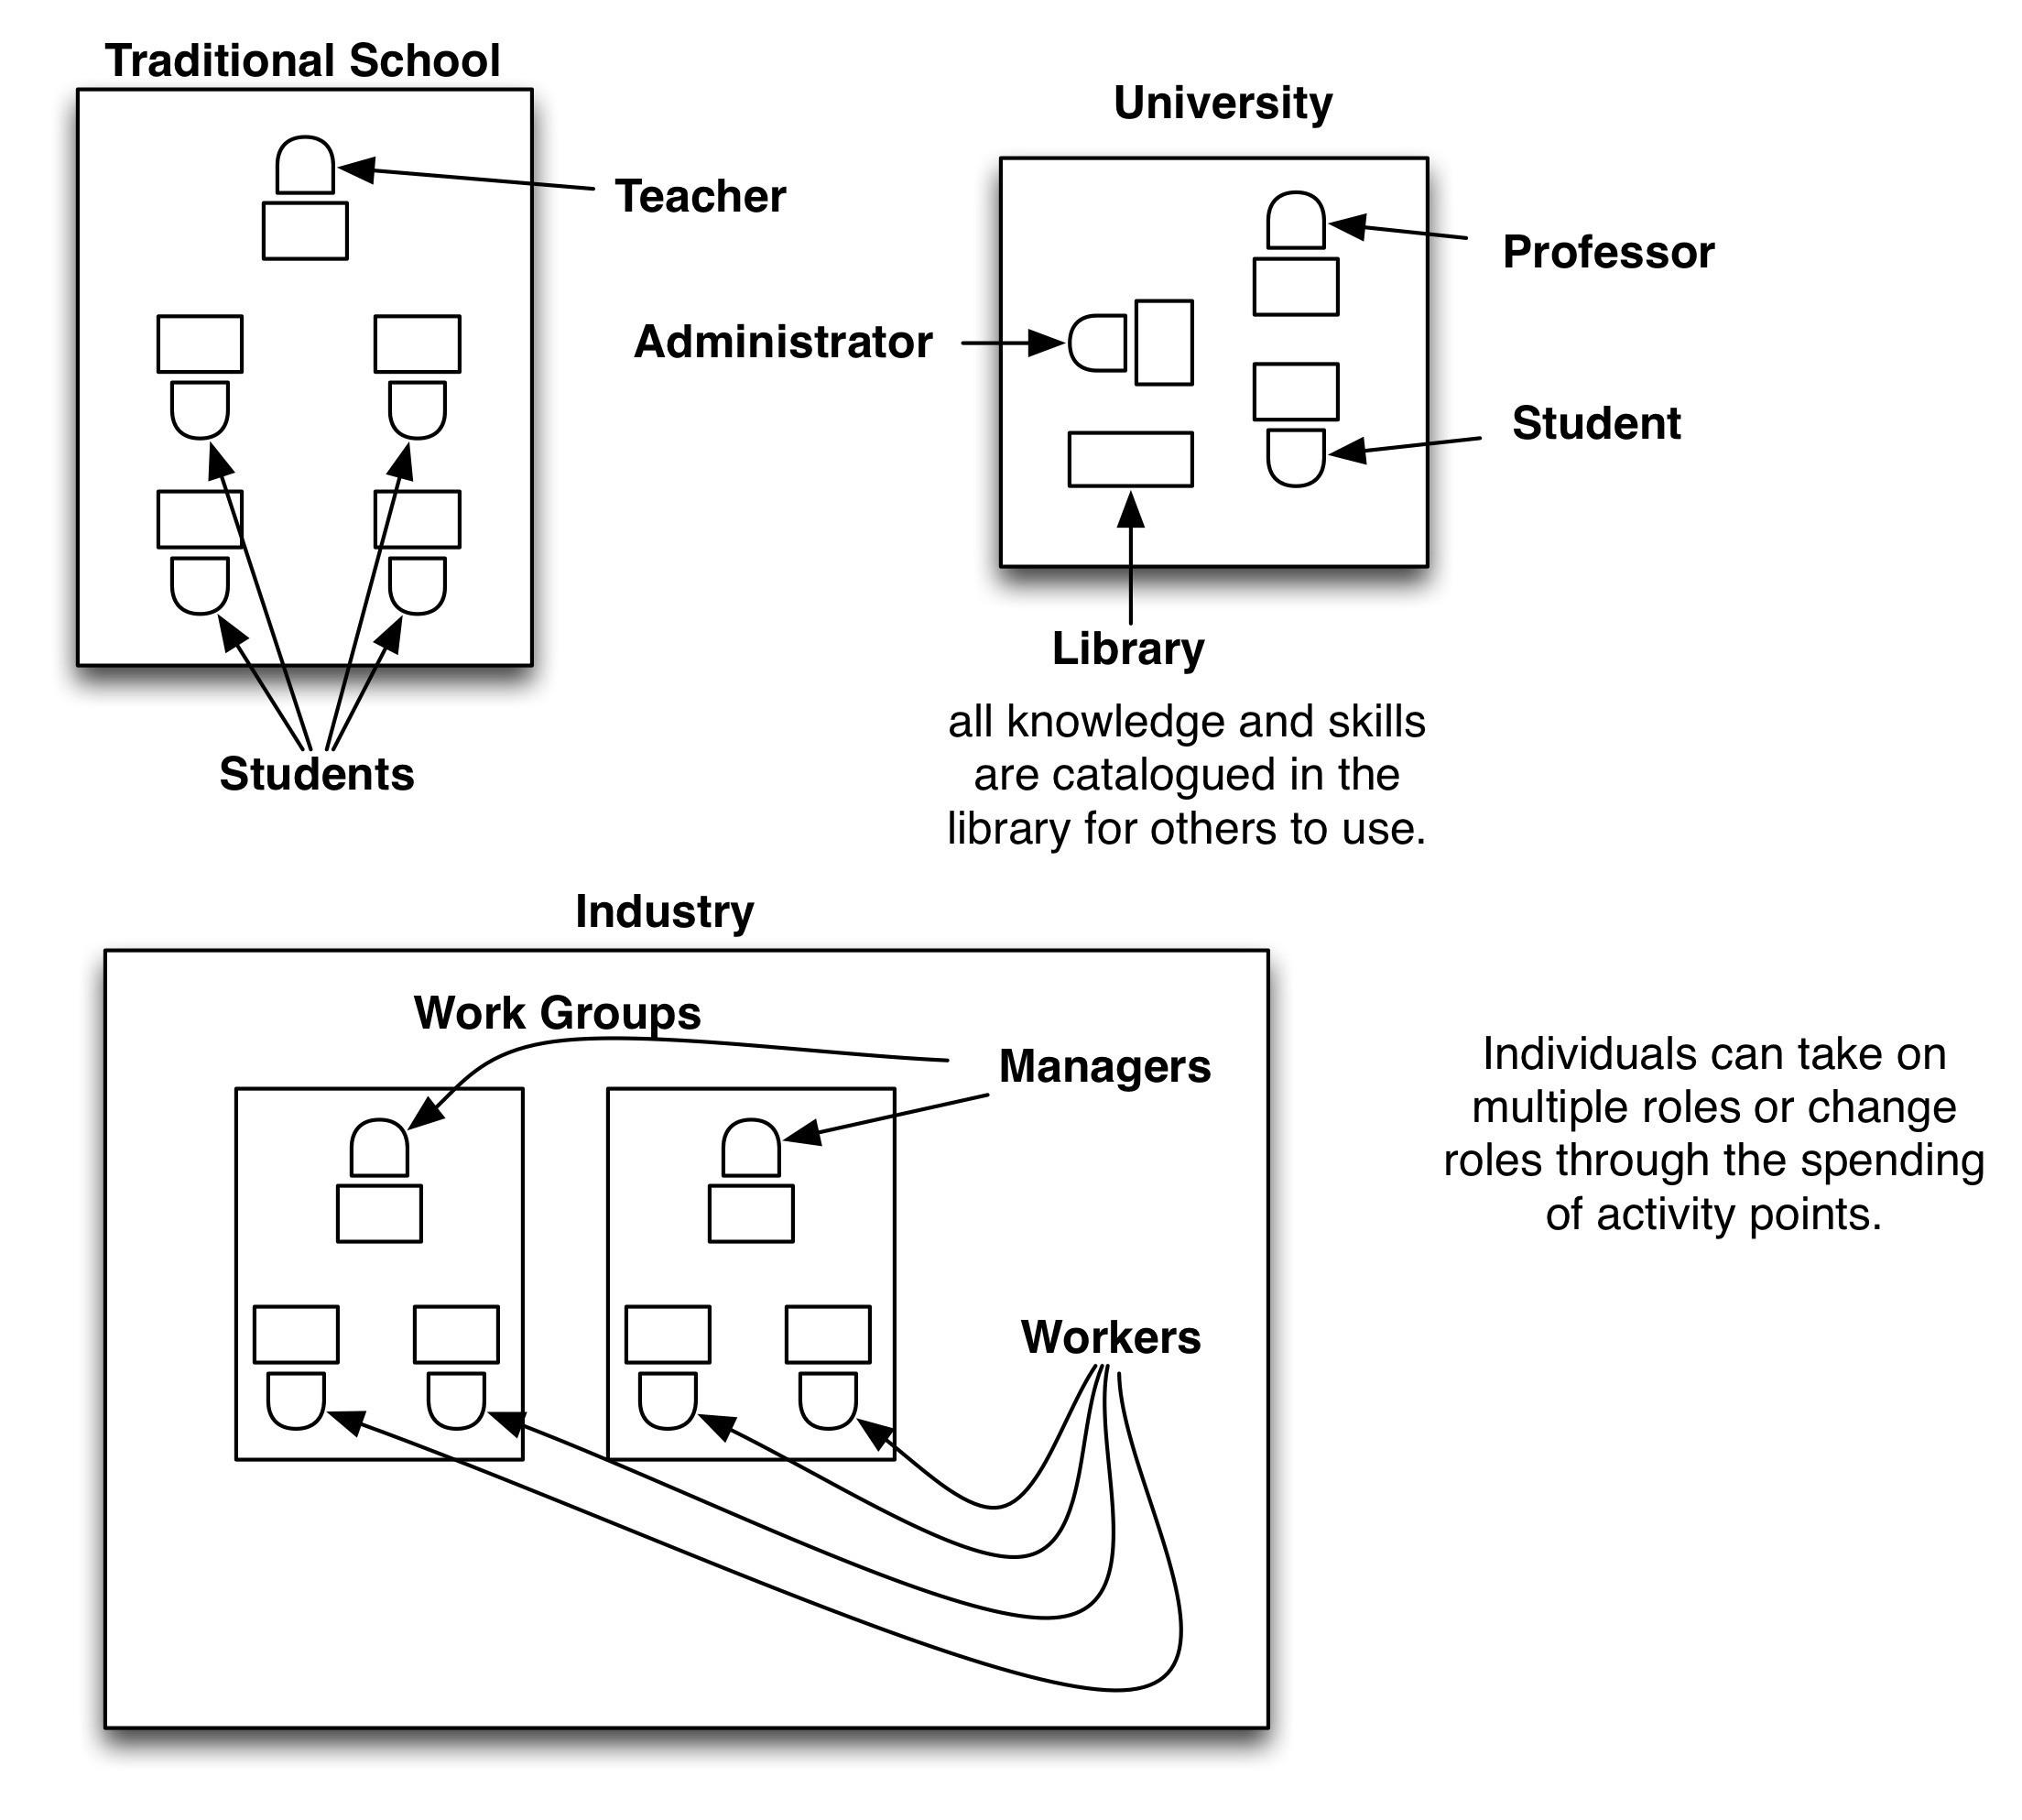 Traditional School
Teacher
Students
University
Professor
Administrator
Student
Library
all knowledge and skills
are catalogued in the
library for others to use.
Industry
Work Groups
Managers
Workers
Individuals can take on
multiple roles or change
roles through the spending
of activity points.